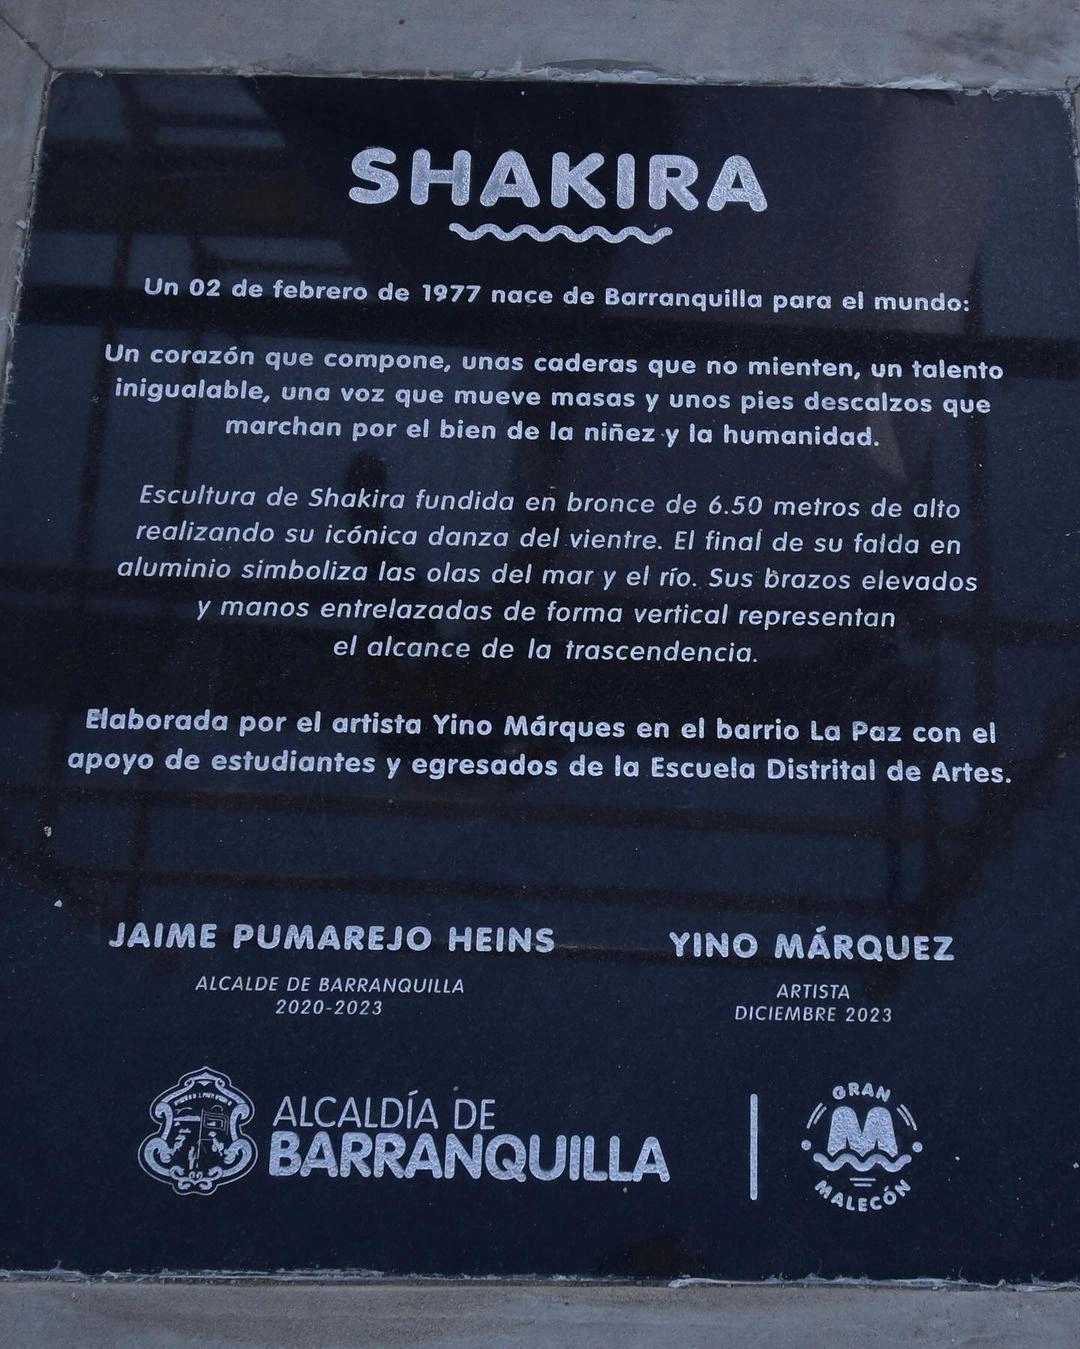 SHAKIRA
Un 02 de febrero de 1977 nace de Barranquilla para el mundo:
Un corazón que compone, unas caderas que no mienten, un talento
inigualable, una voz que mueve masas y unos pies descalzos que
marchan por el bien de la niñez y la humanidad.
Escultura de Shakira fundida en bronce de 6.50 metros de alto
realizando su icónica danza del vientre. El final de su falda en
aluminio simboliza las olas del mar y el río. Sus brazos elevados
y manos entrelazadas de forma vertical representan
el alcance de la trascendencia.
Elaborada por el artista Yino Márques en el barrio La Paz con el
apoyo de estudiantes y egresados de la Escuela Distrital de Artes.
JAIME PUMAREJO HEINS
ALCALDE DE BARRANQUILLA
2020-2023
YINO MÁRQUEZ
ARTISTA
DICIEMBRE 2023
ALCALDÍA DE
BARRANQUILLA
GRAN
M
MALECÓN